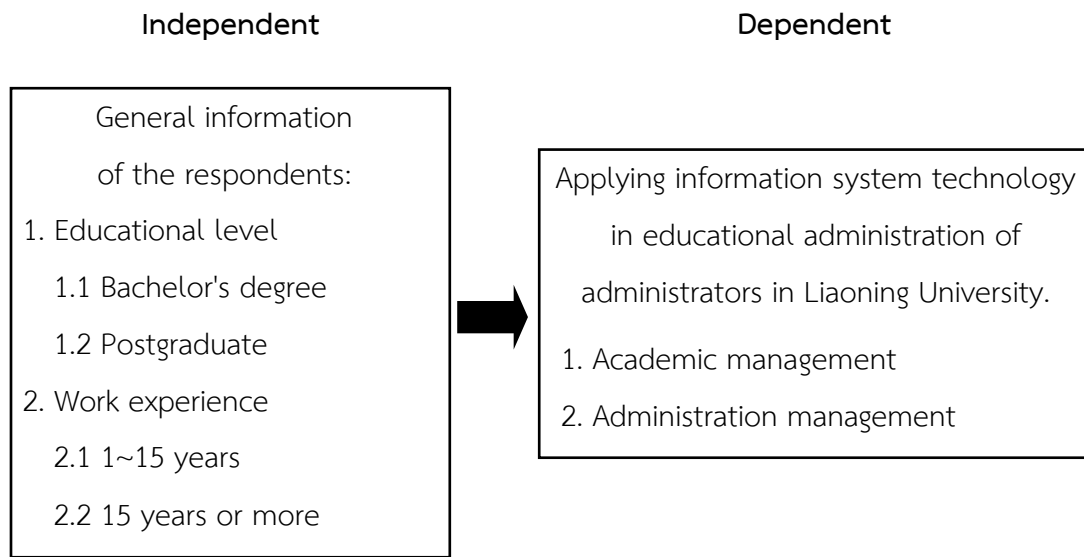 Independent
Dependent
General information
of the respondents:
1. Educational level
1.1 Bachelor's degree
1.2 Postgraduate
2. Work experience
2.1 1~15 years
2.2 15 years or more
Applying information system technology
in educational administration of
administrators in Liaoning University.
1. Academic management
2. Administration management